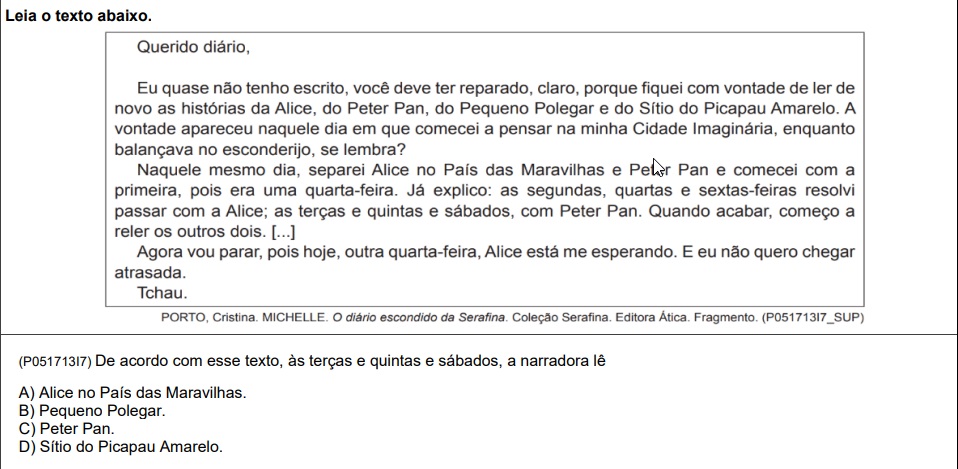 Leia o texto abaixo.
Querido diário,
Eu quase não tenho escrito, você deve ter reparado, claro, porque fiquei com vontade de ler de
novo as histórias da Alice, do Peter Pan, do Pequeno Polegar e do Sítio do Picapau Amarelo. A
vontade apareceu naquele dia em que comecei a pensar na minha Cidade Imaginária, enquanto
balançava no esconderijo, se lembra?
Naquele mesmo dia, separei Alice no País das Maravilhas e Peter Pan e comecei com a
primeira, pois era uma quarta-feira. Já explico: as segundas, quartas e sextas-feiras resolvi
passar com a Alice; as terças e quintas e sábados, com Peter Pan. Quando acabar, começo a
reler os outros dois. [...]
Agora vou parar, pois hoje, outra quarta-feira, Alice está me esperando. E eu não quero chegar
atrasada.
Tchau.
PORTO, Cristina. MICHELLE. O diário escondido da Serafina. Coleção Serafina. Editora Ática. Fragmento. (P051713I7_SUP)
(P051713I7) De acordo com esse texto, às terças e quintas e sábados, a narradora lê
A) Alice no País das Maravilhas.
B) Pequeno Polegar.
C) Peter Pan.
D) Sítio do Picapau Amarelo.